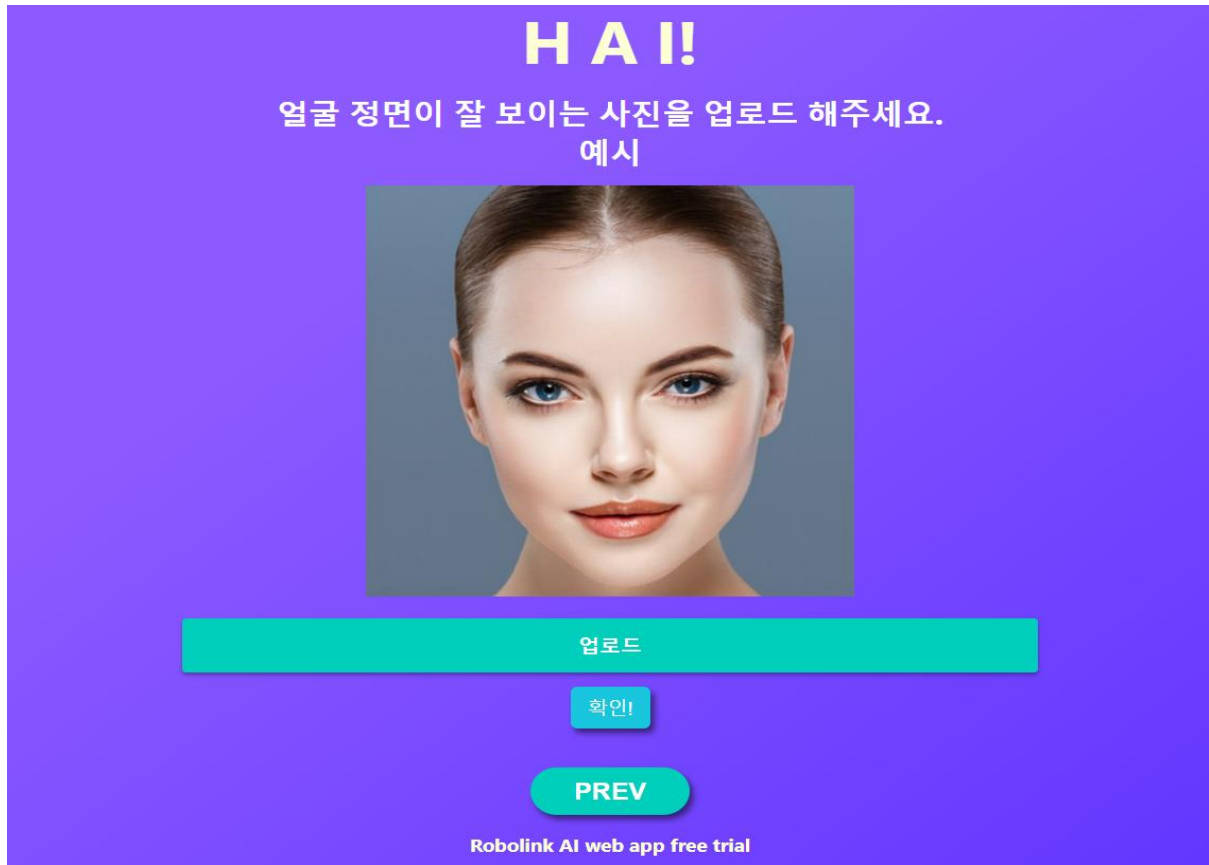 H A I!
얼굴 정면이 잘 보이는 사진을 업로드 해주세요.
예시
업로드
확인!
PREV
Robolink AI web app free trial